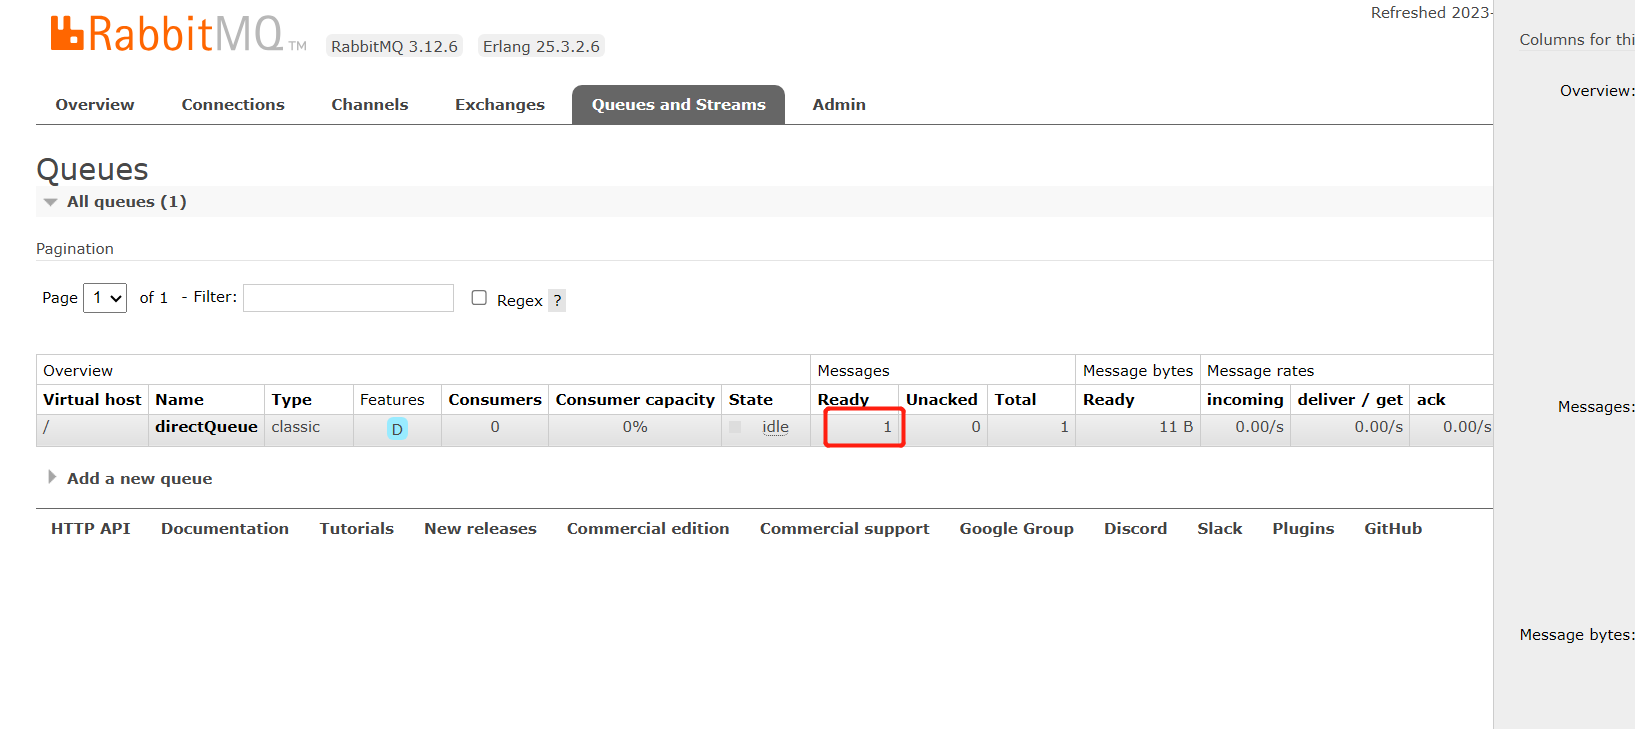 Refreshed 2023-
RabbitMQ TM RabbitMQ 3.12.6 Erlang 25.3.2.6
Columns for thi
Overview Connections Channels Exchanges Queues and Streams Admin
Overview:
Queues
All queues (1)
Pagination
Page 1 of 1 - Filter: Regex ?
Overview Messages Message bytes Message rates
Virtual host Name Type Features Consumers Consumer capacity State Ready Unacked Total Ready incoming deliver / get ack
/ directQueue classic D 0 0% idle 1 0 1 11 B 0.00/s 0.00/s 0.00/s
Messages:
Add a new queue
HTTP API Documentation Tutorials New releases Commercial edition Commercial support Google Group Discord Slack Plugins GitHub
Message bytes: